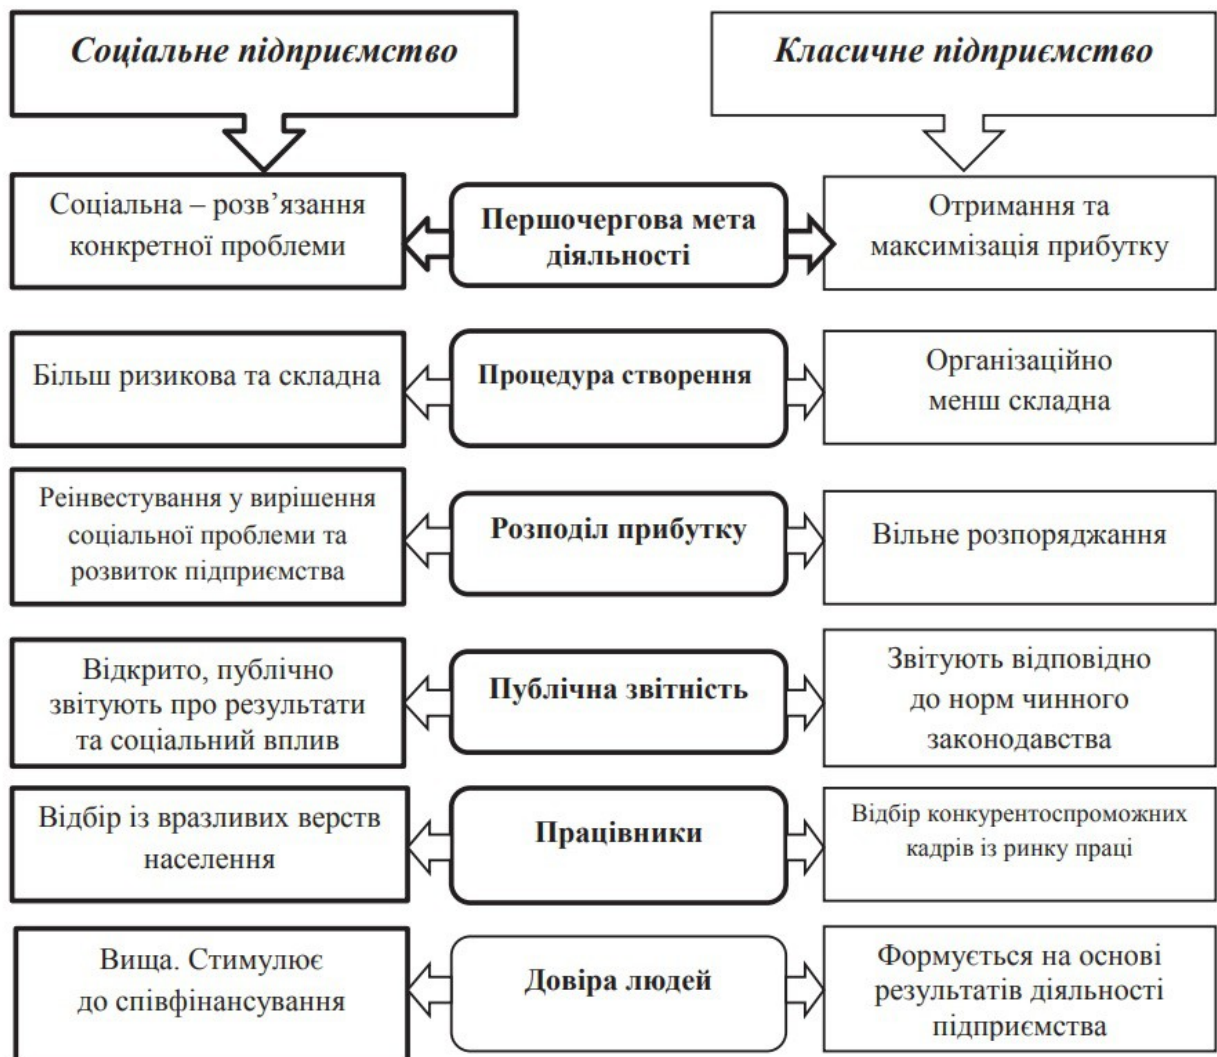 Соціальне підприємство
Класичне підприємство
Соціальна – розв’язання
конкретної проблеми
Першочергова мета
діяльності
Отримання та
максимізація прибутку
Більш ризикова та складна
Процедура створення
Організаційно
менш складна
Реінвестування у вирішення
соціальної проблеми та
розвиток підприємства
Розподіл прибутку
Вільне розпоряджання
Відкрито, публічно
звітують про результати
та соціальний вплив
Публічна звітність
Звітують відповідно
до норм чинного
законодавства
Відбір із вразливих верств
населення
Працівники
Відбір конкурентоспроможних
кадрів із ринку праці
Вища. Стимулює
до співфінансування
Довіра людей
Формується на основі
результатів діяльності
підприємства